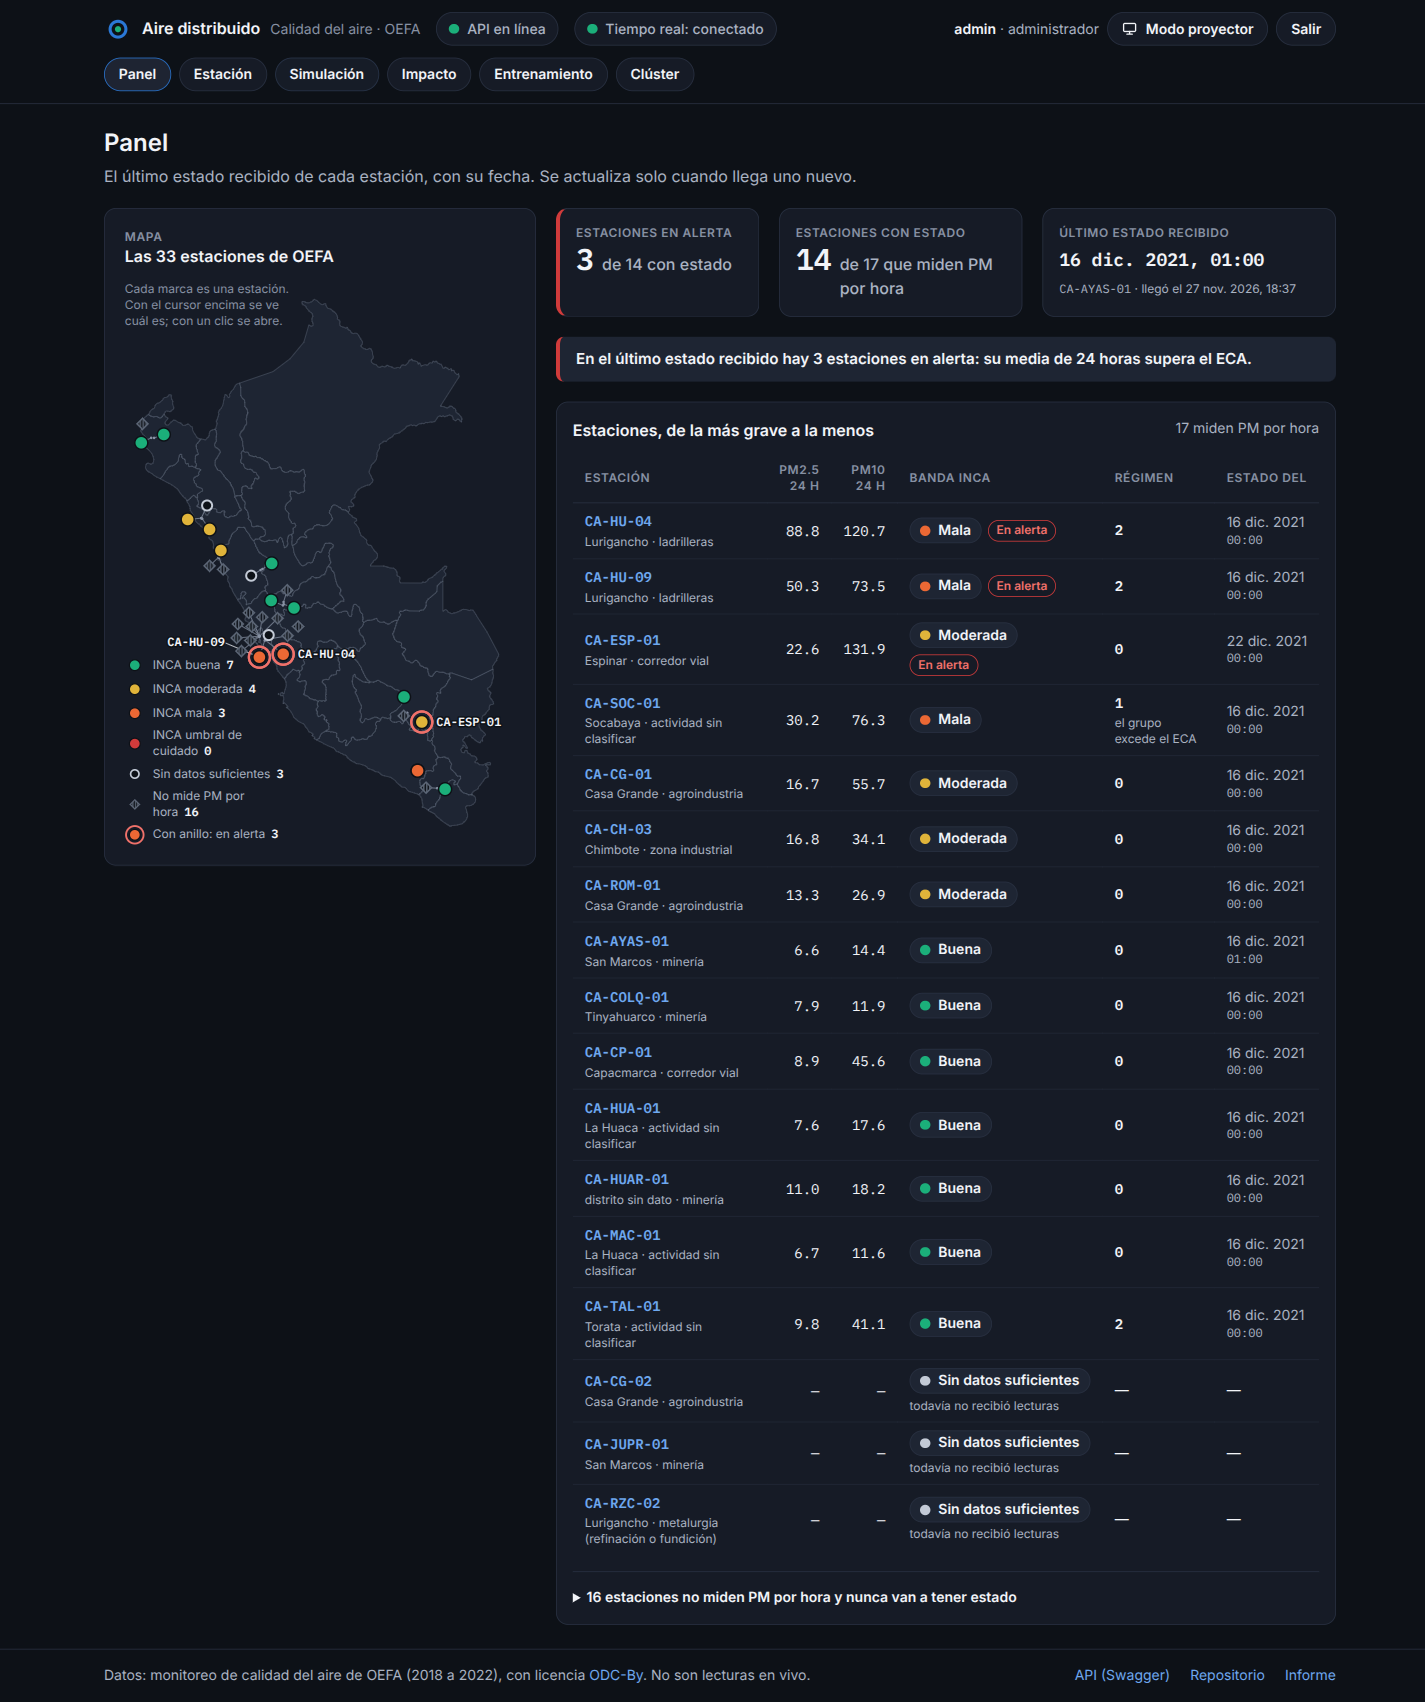 Aire distribuido Calidad del aire · OEFA API en línea Tiempo real: conectado admin · administrador Modo proyector Salir
Panel Estación Simulación Impacto Entrenamiento Clúster
Panel
El último estado recibido de cada estación, con su fecha. Se actualiza solo cuando llega uno nuevo.
MAPA
Las 33 estaciones de OEFA
Cada marca es una estación.
Con el cursor encima se ve
cuál es; con un clic se abre.
CA-HU-09
CA-HU-04
CA-ESP-01
INCA buena 7
INCA moderada 4
INCA mala 3
INCA umbral de
cuidado 0
Sin datos suficientes 3
No mide PM por
hora 16
Con anillo: en alerta 3
ESTACIONES EN ALERTA
3 de 14 con estado
ESTACIONES CON ESTADO
14 de 17 que miden PM
por hora
ÚLTIMO ESTADO RECIBIDO
16 dic. 2021, 01:00
CA-AYAS-01 · llegó el 27 nov. 2026, 18:37
En el último estado recibido hay 3 estaciones en alerta: su media de 24 horas supera el ECA.
Estaciones, de la más grave a la menos 17 miden PM por hora
ESTACIÓN PM2.5 24 H PM10 24 H BANDA INCA RÉGIMEN ESTADO DEL
CA-HU-04 88.8 120.7 Mala En alerta 2 16 dic. 2021
Lurigancho · ladrilleras 00:00
CA-HU-09 50.3 73.5 Mala En alerta 2 16 dic. 2021
Lurigancho · ladrilleras 00:00
CA-ESP-01 22.6 131.9 Moderada 0 22 dic. 2021
Espinar · corredor vial En alerta 00:00
CA-SOC-01 30.2 76.3 Mala 1 16 dic. 2021
Socabaya · actividad sin el grupo 00:00
clasificar excede el ECA
CA-CG-01 16.7 55.7 Moderada 0 16 dic. 2021
Casa Grande · agroindustria 00:00
CA-CH-03 16.8 34.1 Moderada 0 16 dic. 2021
Chimbote · zona industrial 00:00
CA-ROM-01 13.3 26.9 Moderada 0 16 dic. 2021
Casa Grande · agroindustria 00:00
CA-AYAS-01 6.6 14.4 Buena 0 16 dic. 2021
San Marcos · minería 01:00
CA-COLQ-01 7.9 11.9 Buena 0 16 dic. 2021
Tinyahuarco · minería 00:00
CA-CP-01 8.9 45.6 Buena 0 16 dic. 2021
Capacmarca · corredor vial 00:00
CA-HUA-01 7.6 17.6 Buena 0 16 dic. 2021
La Huaca · actividad sin 00:00
clasificar
CA-HUAR-01 11.0 18.2 Buena 0 16 dic. 2021
distrito sin dato · minería 00:00
CA-MAC-01 6.7 11.6 Buena 0 16 dic. 2021
La Huaca · actividad sin 00:00
clasificar
CA-TAL-01 9.8 41.1 Buena 2 16 dic. 2021
Torata · actividad sin 00:00
clasificar
CA-CG-02 – – Sin datos suficientes — —
Casa Grande · agroindustria todavía no recibió lecturas
CA-JUPR-01 – – Sin datos suficientes — —
San Marcos · minería todavía no recibió lecturas
CA-RZC-02 – – Sin datos suficientes — —
Lurigancho · metalurgia todavía no recibió lecturas
(refinación o fundición)
16 estaciones no miden PM por hora y nunca van a tener estado
Datos: monitoreo de calidad del aire de OEFA (2018 a 2022), con licencia ODC-By. No son lecturas en vivo. API (Swagger) Repositorio Informe